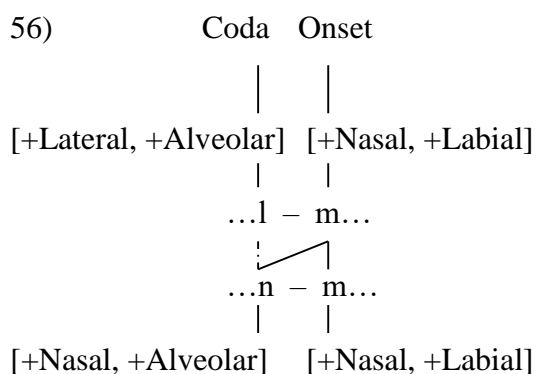 56) Coda Onset
[+Lateral, +Alveolar] [+Nasal, +Labial]
…l – m…
…n – m…
[+Nasal, +Alveolar] [+Nasal, +Labial]